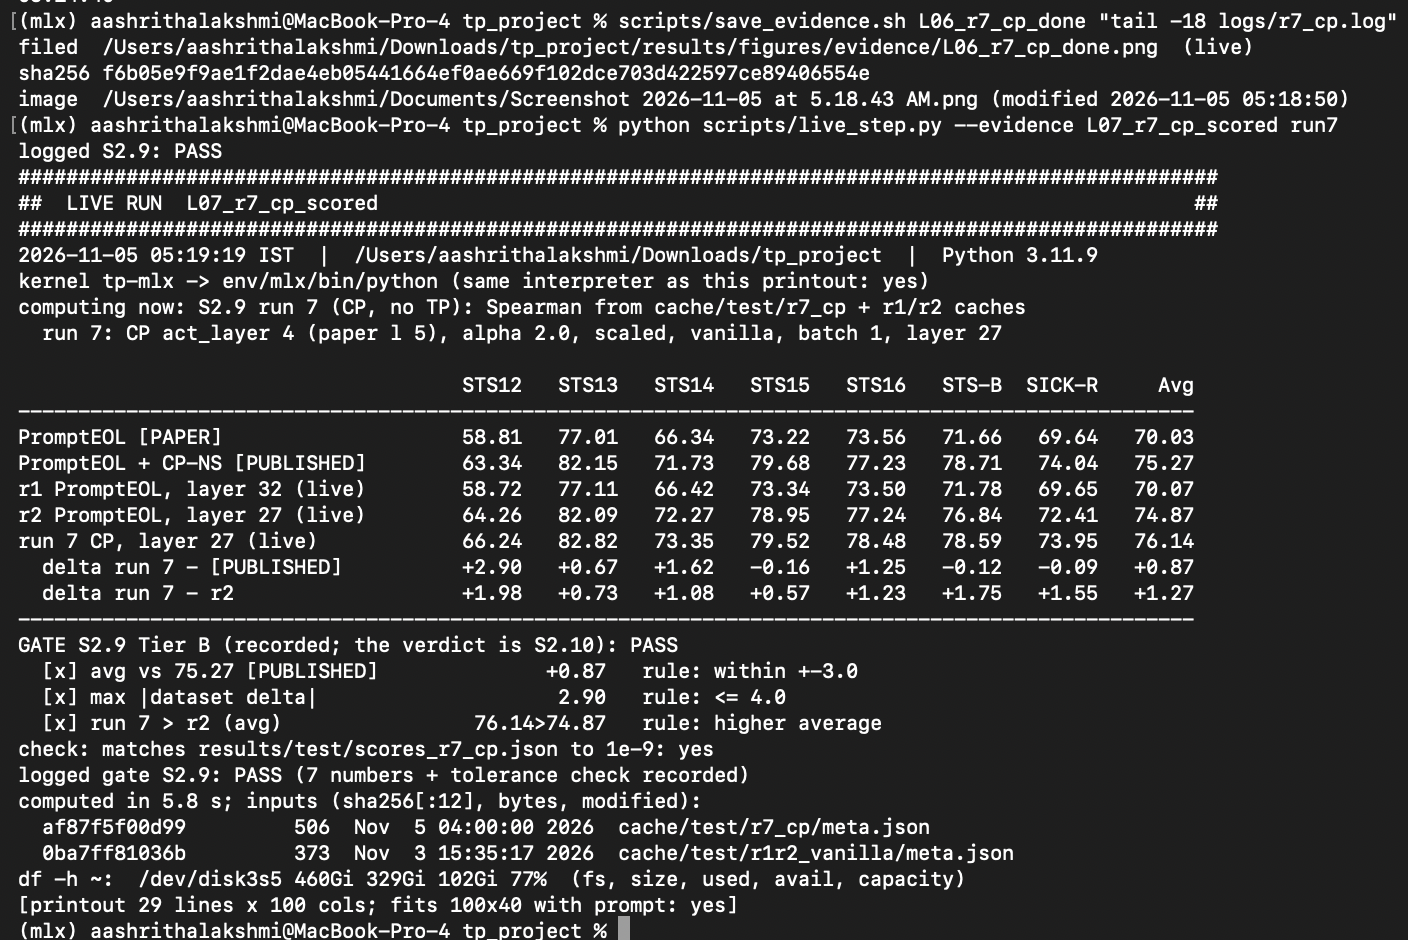 [(mlx) aashrithalakshmi@MacBook-Pro-4 tp_project % scripts/save_evidence.sh L06_r7_cp_done "tail -18 logs/r7_cp.log"
filed  /Users/aashrithalakshmi/Downloads/tp_project/results/figures/evidence/L06_r7_cp_done.png  (live)
sha256 f6b05e9f9ae1f2dae4eb05441664ef0ae669f102dce703d422597ce89406554e
image  /Users/aashrithalakshmi/Documents/Screenshot 2026-11-05 at 5.18.43 AM.png (modified 2026-11-05 05:18:50)
[(mlx) aashrithalakshmi@MacBook-Pro-4 tp_project % python scripts/live_step.py --evidence L07_r7_cp_scored run7
logged S2.9: PASS
####################################################################################################
##  LIVE RUN  L07_r7_cp_scored                                                                    ##
####################################################################################################
2026-11-05 05:19:19 IST  |  /Users/aashrithalakshmi/Downloads/tp_project  |  Python 3.11.9
kernel tp-mlx -> env/mlx/bin/python (same interpreter as this printout: yes)
computing now: S2.9 run 7 (CP, no TP): Spearman from cache/test/r7_cp + r1/r2 caches
  run 7: CP act_layer 4 (paper l 5), alpha 2.0, scaled, vanilla, batch 1, layer 27
                                     STS12   STS13   STS14   STS15   STS16   STS-B  SICK-R     Avg
--------------------------------------------------------------------------------------------------
PromptEOL [PAPER]                    58.81   77.01   66.34   73.22   73.56   71.66   69.64   70.03
PromptEOL + CP-NS [PUBLISHED]        63.34   82.15   71.73   79.68   77.23   78.71   74.04   75.27
r1 PromptEOL, layer 32 (live)        58.72   77.11   66.42   73.34   73.50   71.78   69.65   70.07
r2 PromptEOL, layer 27 (live)        64.26   82.09   72.27   78.95   77.24   76.84   72.41   74.87
run 7 CP, layer 27 (live)            66.24   82.82   73.35   79.52   78.48   78.59   73.95   76.14
  delta run 7 - [PUBLISHED]          +2.90   +0.67   +1.62   -0.16   +1.25   -0.12   -0.09   +0.87
  delta run 7 - r2                   +1.98   +0.73   +1.08   +0.57   +1.23   +1.75   +1.55   +1.27
--------------------------------------------------------------------------------------------------
GATE S2.9 Tier B (recorded; the verdict is S2.10): PASS
  [x] avg vs 75.27 [PUBLISHED]              +0.87   rule: within +-3.0
  [x] max |dataset delta|                    2.90   rule: <= 4.0
  [x] run 7 > r2 (avg)                76.14>74.87   rule: higher average
check: matches results/test/scores_r7_cp.json to 1e-9: yes
logged gate S2.9: PASS (7 numbers + tolerance check recorded)
computed in 5.8 s; inputs (sha256[:12], bytes, modified):
  af87f5f00d99         506  Nov  5 04:00:00 2026  cache/test/r7_cp/meta.json
  0ba7ff81036b         373  Nov  3 15:35:17 2026  cache/test/r1r2_vanilla/meta.json
df -h ~:  /dev/disk3s5 460Gi 329Gi 102Gi 77%  (fs, size, used, avail, capacity)
[printout 29 lines x 100 cols; fits 100x40 with prompt: yes]
(mlx) aashrithalakshmi@MacBook-Pro-4 tp_project %